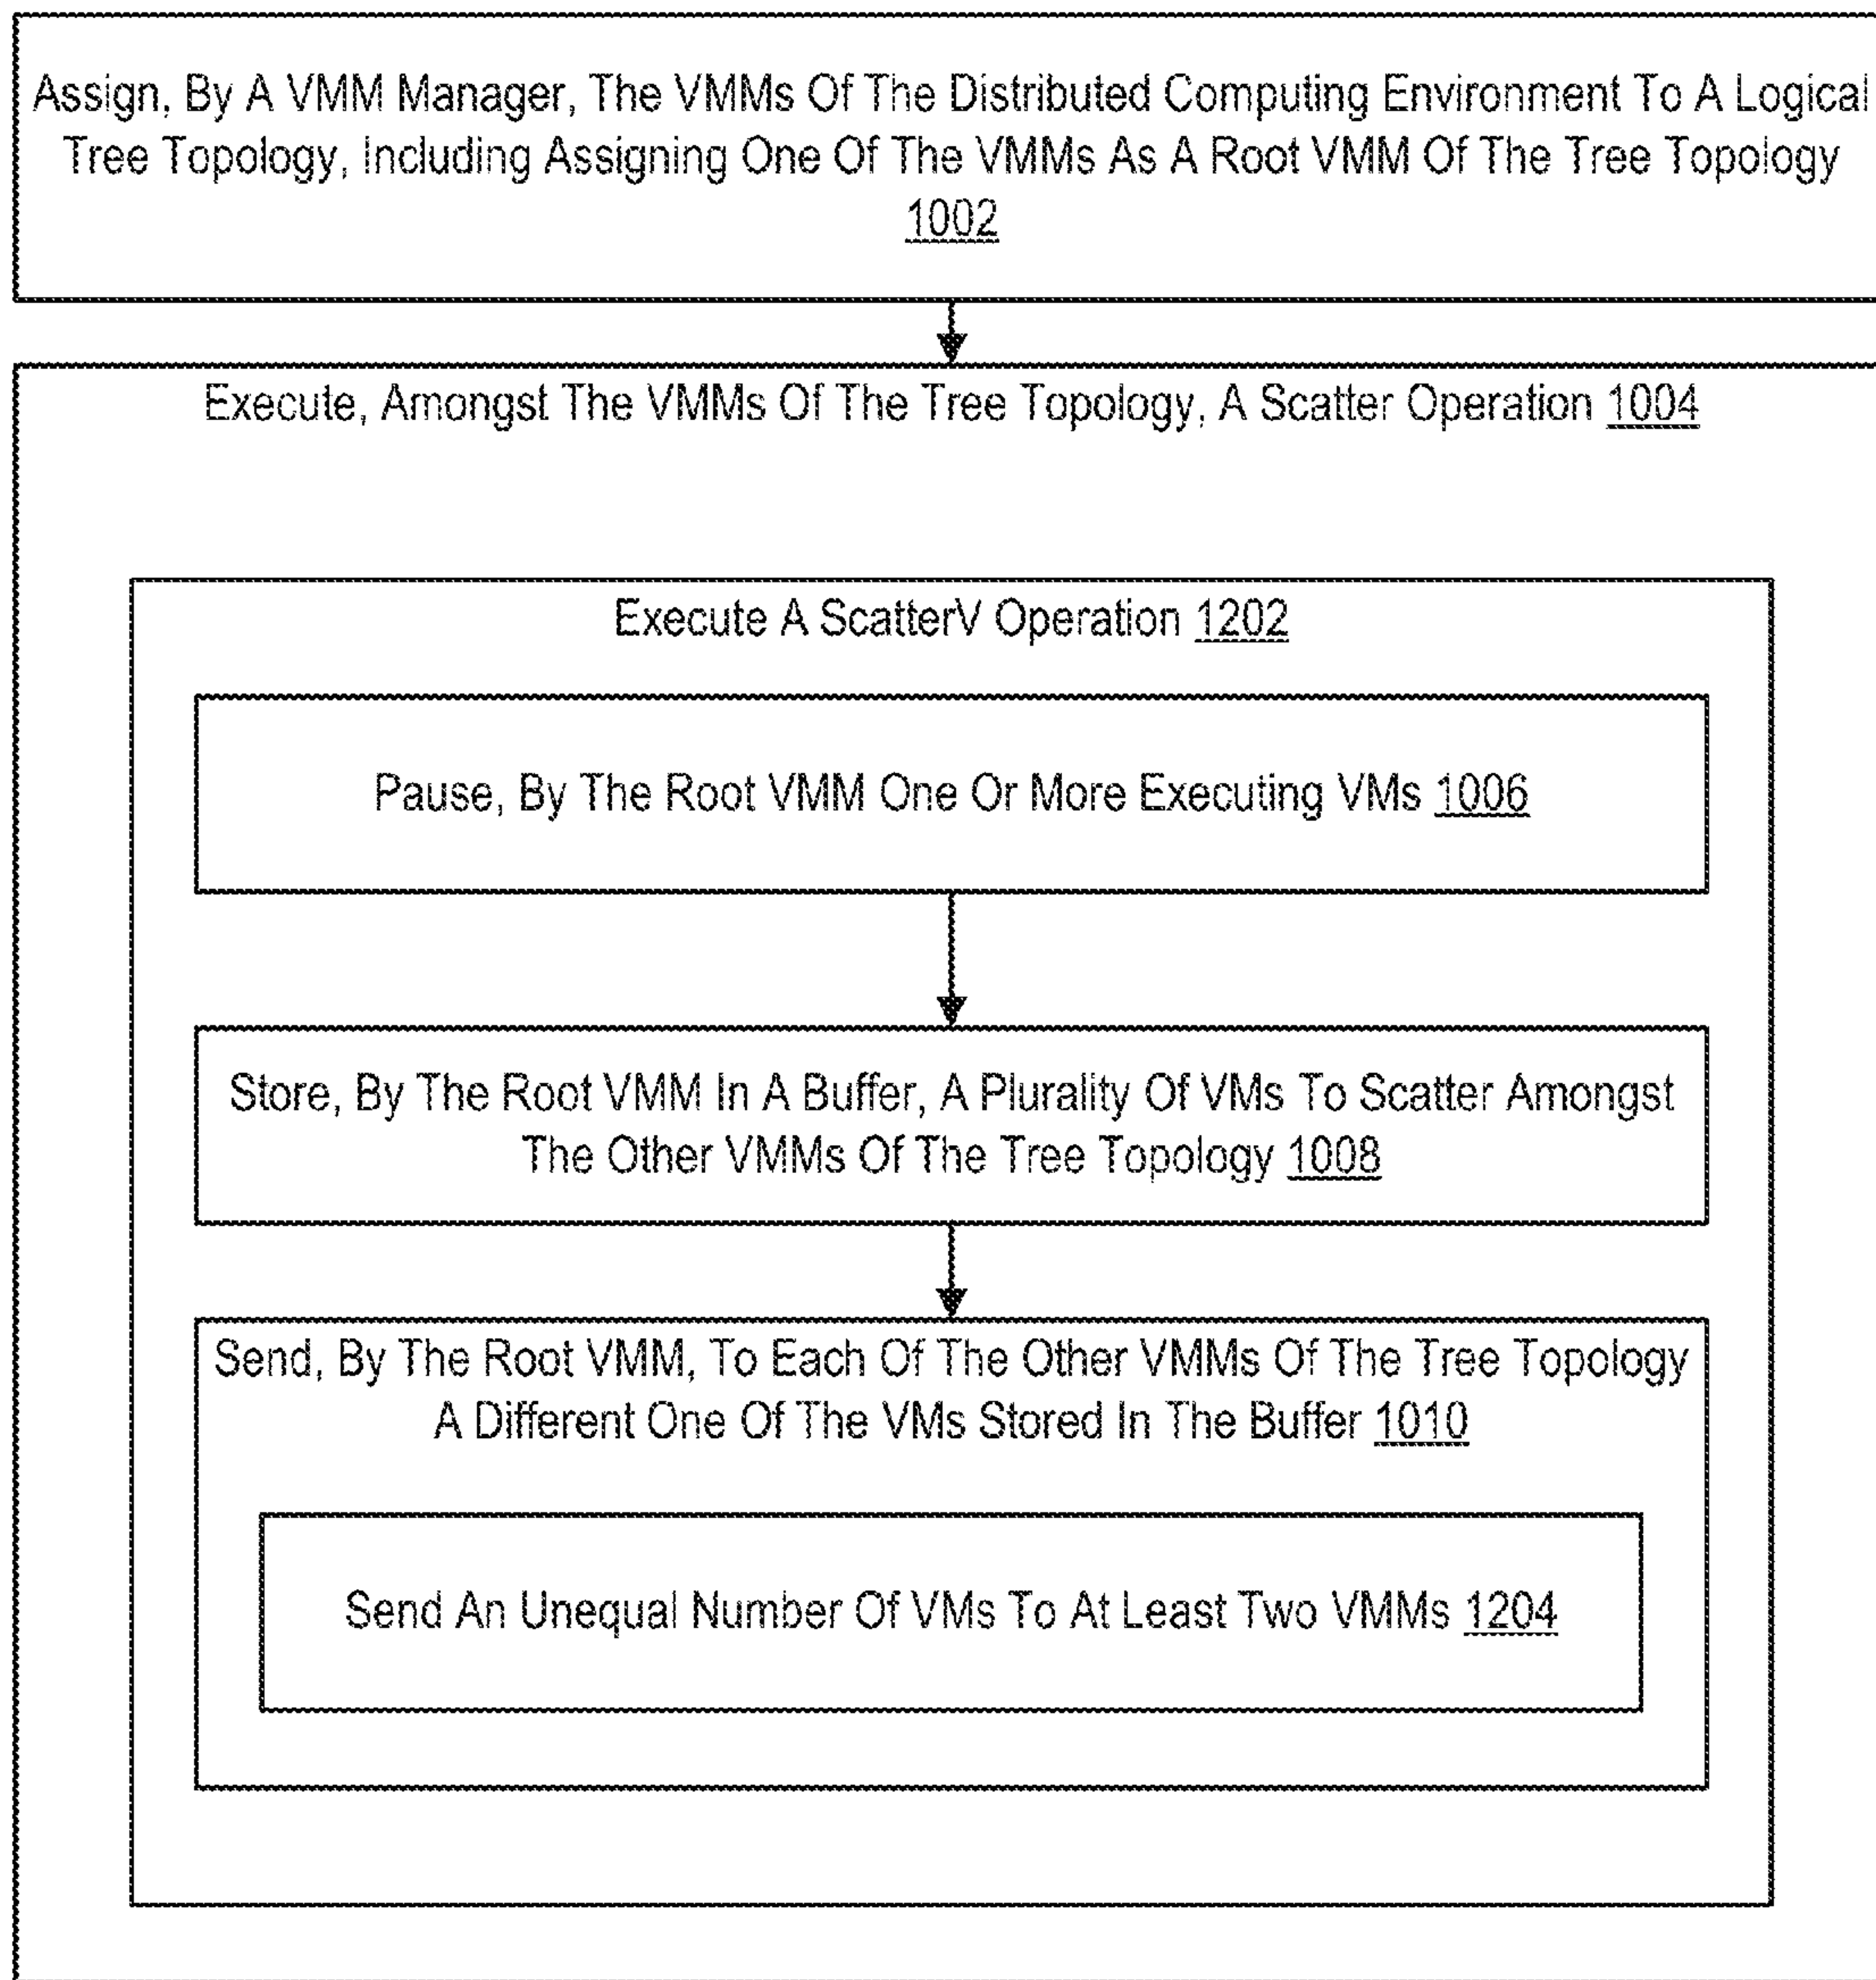 Assign, By A VMM Manager, The VMMs Of The Distributed Computing Environment To A Logical
Tree Topology, Including Assigning One Of The VMMs As A Root VMM Of The Tree Topology
1002
Execute, Amongst The VMMs Of The Tree Topology, A Scatter Operation 1004
Execute A ScatterV Operation 1202
Pause, By The Root VMM One Or More Executing VMs 1006
Store, By The Root VMM In A Buffer, A Plurality Of VMs To Scatter Amongst
The Other VMMs Of The Tree Topology 1008
Send, By The Root VMM, To Each Of The Other VMMs Of The Tree Topology
A Different One Of The VMs Stored In The Buffer 1010
Send An Unequal Number Of VMs To At Least Two VMMs 1204